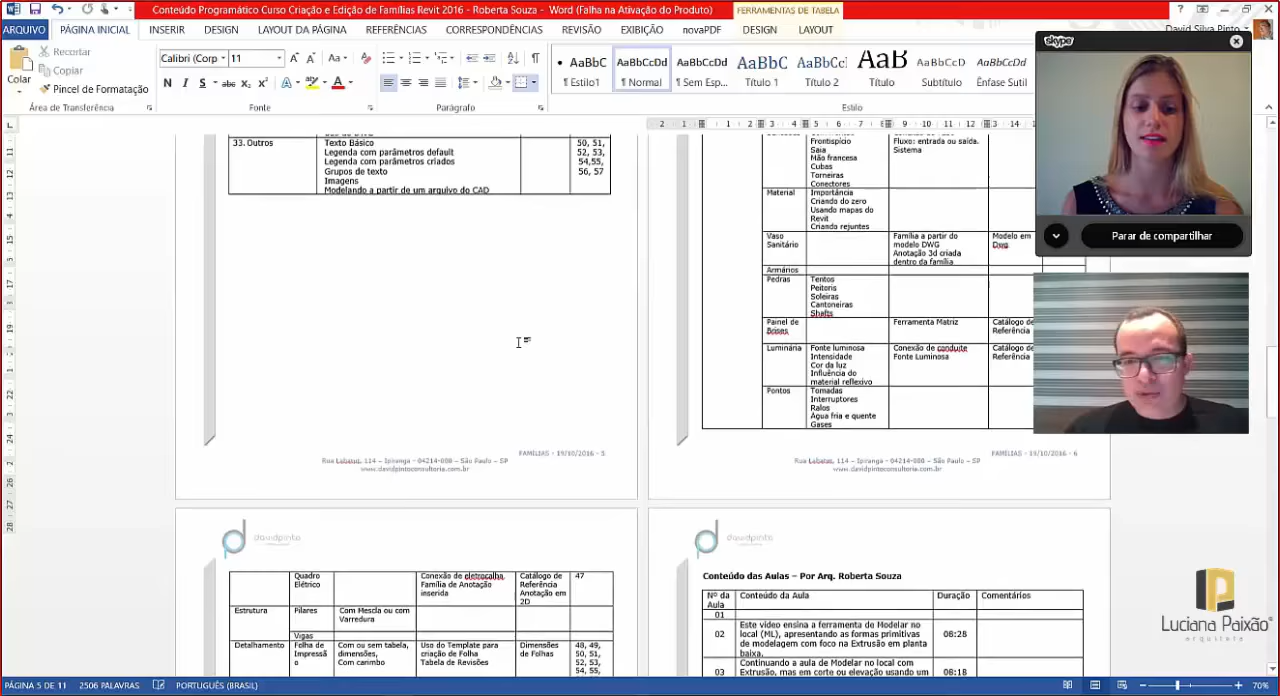 Conteúdo Programático Curso Criação e Edição de Famílias Revit 2016 - Roberta Souza - Word (Falha na Ativação do Produto)
FERRAMENTAS DE TABELA
ARQUIVO PÁGINA INICIAL INSERIR DESIGN LAYOUT DA PÁGINA REFERÊNCIAS CORRESPONDÊNCIAS REVISÃO EXIBIÇÃO novaPDF DESIGN LAYOUT
David Silva Pinto
Recortar
Copiar
Pincel de Formatação
Colar
Área de Transferência
Calibri (Corp 11
N I S abc X₂ X²
Fonte
Parágrafo
AaBbC AaBbCcDd AaBbCcDd AaBbC AaBbCcI AaB AaBbCcD AaBbCcDd
¶ Estilo1 ¶ Normal ¶ Sem Esp... Título 1 Título 2 Título Subtítulo Ênfase Sutil
Estilo
skype
Parar de compartilhar
33. Outros
Texto Básico
Legenda com parâmetros default
Legenda com parâmetros criados
Grupos de texto
Imagens
Modelando a partir de um arquivo do CAD
50, 51,
52, 53,
54,55,
56, 57
FAMÍLIAS - 19/10/2016 - 5
Rua Labatut, 114 – Ipiranga - 04214-000 – São Paulo – SP
www.davidpintoconsultoria.com.br
Frontispício
Saia
Mão francesa
Cubas
Torneiras
Conectores
Fluxo: entrada ou saída.
Sistema
Material
Importância
Criando do zero
Usando mapas do
Revit
Criando rejuntes
Vaso
Sanitário
Família a partir do
modelo DWG
Anotação 3d criada
dentro da família
Modelo em
Dwg.
Armários
Pedras
Tentos
Peitoris
Soleiras
Cantoneiras
Shafts
Painel de
Brises
Ferramenta Matriz
Catálogo de
Referência
Luminária
Fonte luminosa
Intensidade
Cor da luz
Influência do
material reflexivo
Conexão de conduite
Fonte Luminosa
Catálogo de
Referência
Pontos
Tomadas
Interruptores
Ralos
Água fria e quente
Gases
FAMÍLIAS - 19/10/2016 - 6
Rua Labatut, 114 – Ipiranga - 04214-000 – São Paulo – SP
www.davidpintoconsultoria.com.br
davidpinto
Quadro
Elétrico
Conexão de eletrocalha
Família de Anotação
inserida
Catálogo de
Referência
Anotação em
2D
47
Estrutura
Pilares
Com Mescla ou com
Varredura
Vigas
Detalhamento
Folha de
Impressã
o
Com ou sem tabela,
dimensões,
Com carimbo
Uso do Template para
criação de Folha
Tabela de Revisões
Dimensões
de Folhas
48, 49,
50, 51,
52, 53,
54, 55,
davidpinto
Conteúdo das Aulas – Por Arq. Roberta Souza
Nº da
Aula
Conteúdo da Aula
Duração
Comentários
01
02
Este vídeo ensina a ferramenta de Modelar no
local (ML), apresentando as formas primitivas
de modelagem com foco na Extrusão em planta
baixa.
08:28
03
Continuando a aula de Modelar no local com
Extrusão, mas em corte ou elevação usando um
08:18
Luciana Paixão
arquiteta
PÁGINA 5 DE 11 2506 PALAVRAS PORTUGUÊS (BRASIL) 70%